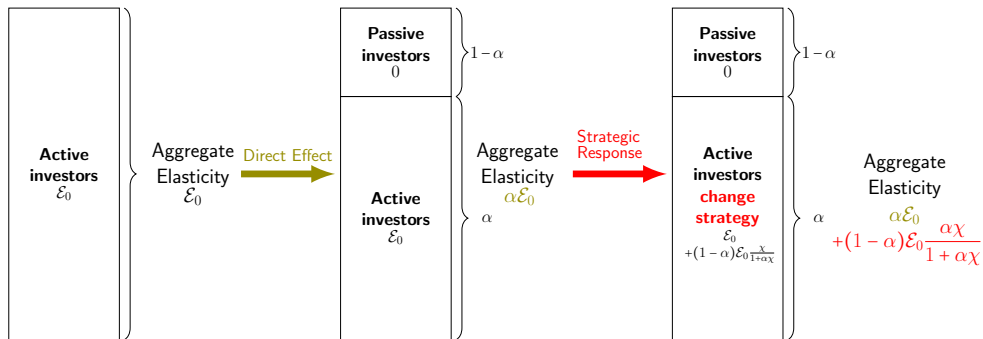 Active
investors
ℰ₀
Aggregate
Elasticity
ℰ₀
Direct Effect
Passive
investors
0
1 − α
Active
investors
ℰ₀
α
Aggregate
Elasticity
αℰ₀
Strategic
Response
Passive
investors
0
1 − α
Active
investors
change
strategy
ℰ₀
+(1 − α)ℰ₀ χ/(1+αχ)
α
Aggregate
Elasticity
αℰ₀
+(1 − α)ℰ₀ αχ/(1 + αχ)